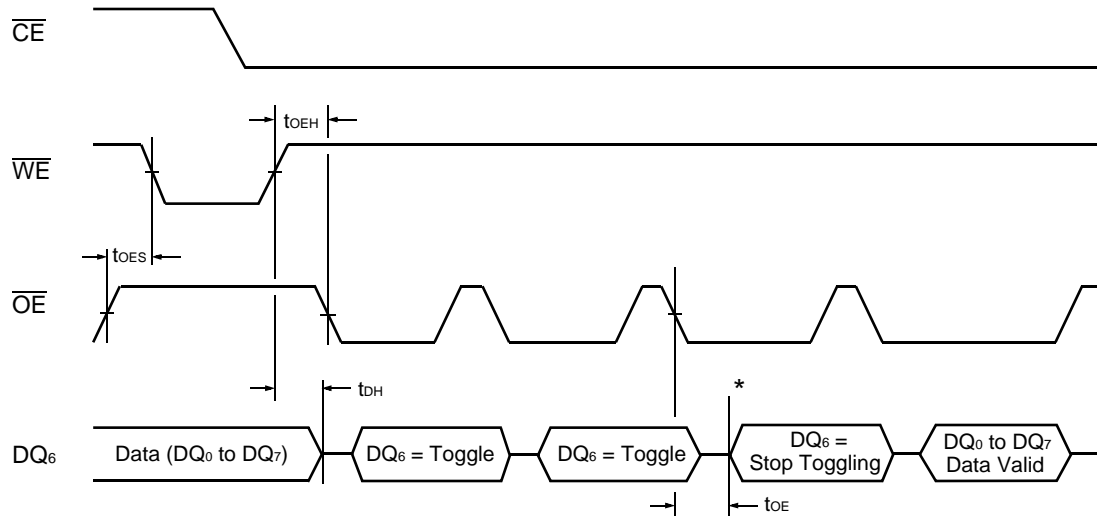 CE
tOEH
WE
tOES
OE
tDH
*
DQ6
Data (DQ0 to DQ7)
DQ6 = Toggle
DQ6 = Toggle
DQ6 =
Stop Toggling
DQ0 to DQ7
Data Valid
tOE